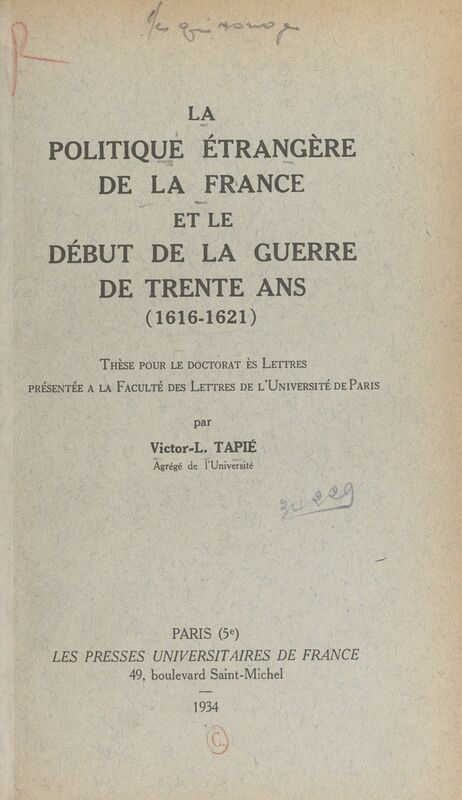 LA
POLITIQUE ÉTRANGÈRE
DE LA FRANCE
ET LE
DÉBUT DE LA GUERRE
DE TRENTE ANS
(1616-1621)
THÈSE POUR LE DOCTORAT ÈS LETTRES
PRÉSENTÉE A LA FACULTÉ DES LETTRES DE L'UNIVERSITÉ DE PARIS
par
Victor-L. TAPIÉ
Agrégé de l'Université
34229
PARIS (5e)
LES PRESSES UNIVERSITAIRES DE FRANCE
49, boulevard Saint-Michel
1934
C.